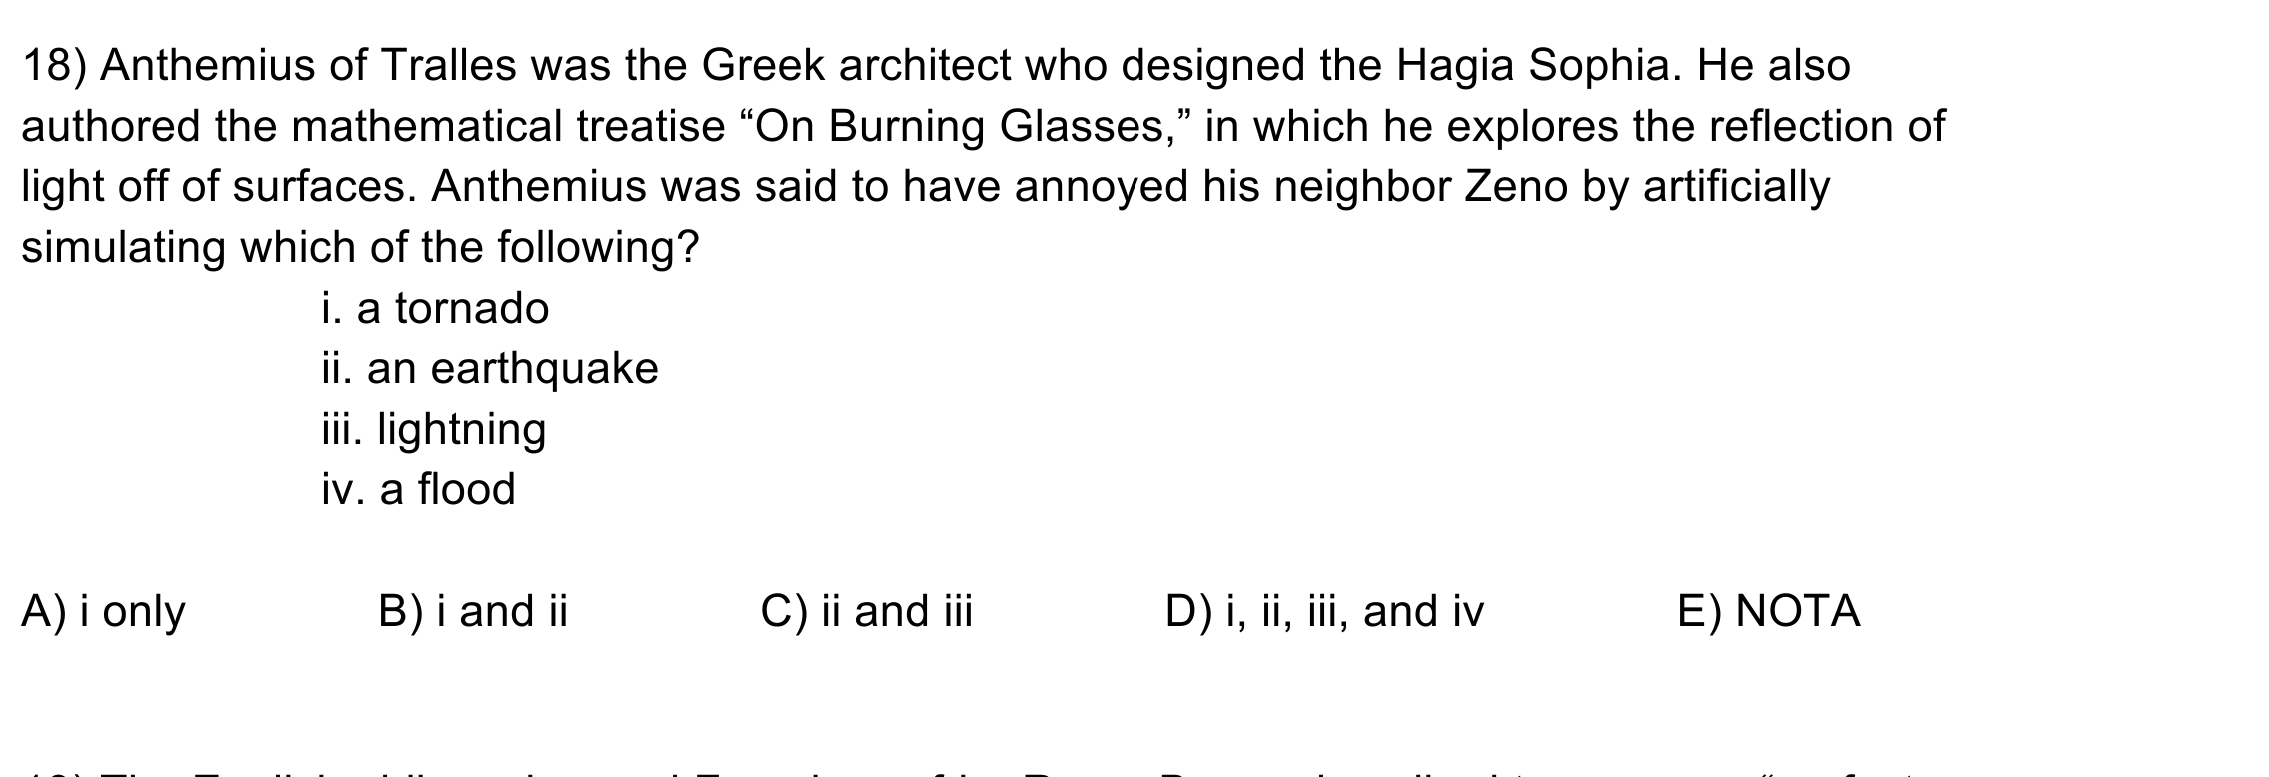 18) Anthemius of Tralles was the Greek architect who designed the Hagia Sophia. He also
authored the mathematical treatise “On Burning Glasses,” in which he explores the reflection of
light off of surfaces. Anthemius was said to have annoyed his neighbor Zeno by artificially
simulating which of the following?
i. a tornado
ii. an earthquake
iii. lightning
iv. a flood
A) i only B) i and ii C) ii and iii D) i, ii, iii, and iv E) NOTA